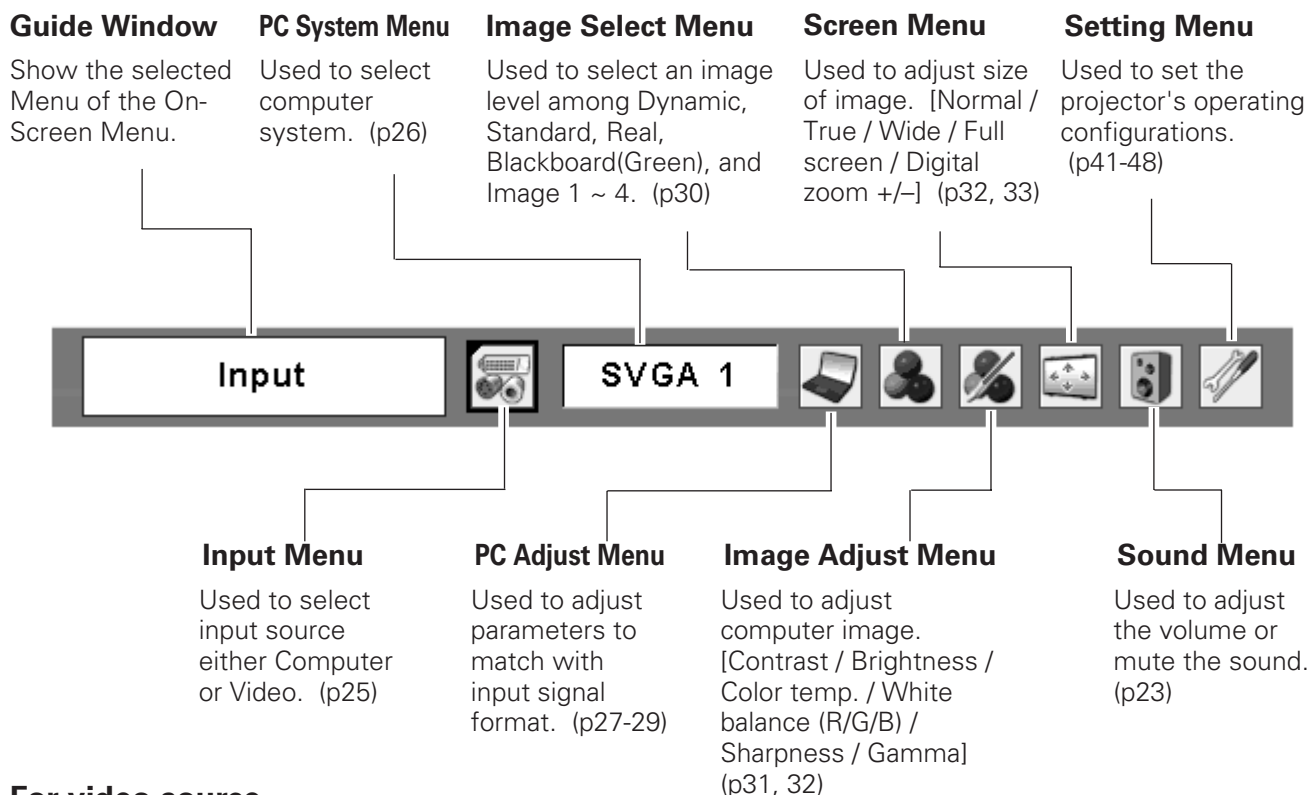 Guide Window
Show the selected
Menu of the On-
Screen Menu.
PC System Menu
Used to select
computer
system. (p26)
Image Select Menu
Used to select an image
level among Dynamic,
Standard, Real,
Blackboard(Green), and
Image 1 ~ 4. (p30)
Screen Menu
Used to adjust size
of image. [Normal /
True / Wide / Full
screen / Digital
zoom +/–] (p32, 33)
Setting Menu
Used to set the
projector's operating
configurations.
(p41-48)
Input
SVGA 1
Input Menu
Used to select
input source
either Computer
or Video. (p25)
PC Adjust Menu
Used to adjust
parameters to
match with
input signal
format. (p27-29)
Image Adjust Menu
Used to adjust
computer image.
[Contrast / Brightness /
Color temp. / White
balance (R/G/B) /
Sharpness / Gamma]
(p31, 32)
Sound Menu
Used to adjust
the volume or
mute the sound.
(p23)
For video source